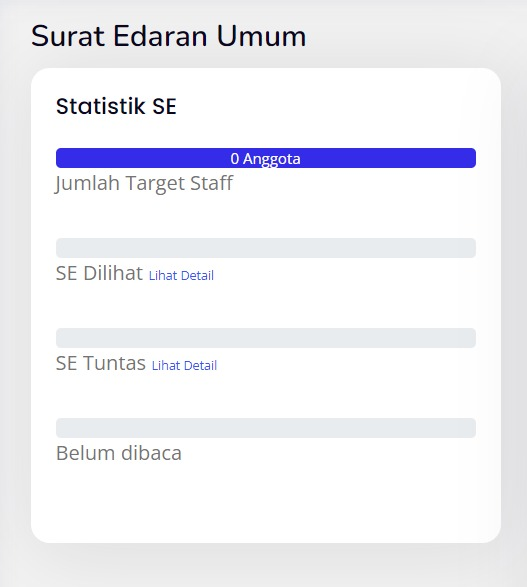 Surat Edaran Umum
Statistik SE
0 Anggota
Jumlah Target Staff
SE Dilihat Lihat Detail
SE Tuntas Lihat Detail
Belum dibaca